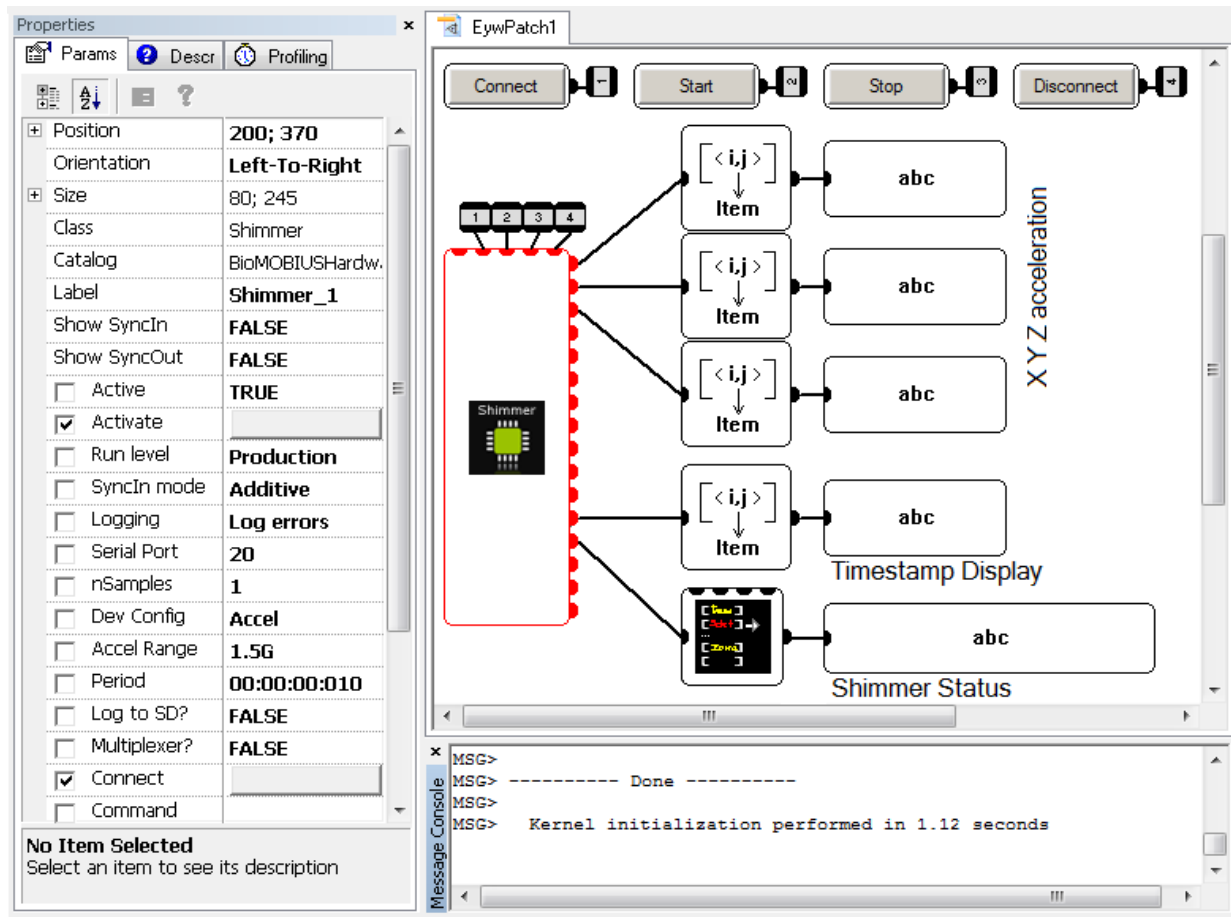 Properties
Params Descr Profiling
Position 200; 370
Orientation Left-To-Right
Size 80; 245
Class Shimmer
Catalog BioMOBIUSHardw.
Label Shimmer_1
Show SyncIn FALSE
Show SyncOut FALSE
Active TRUE
Activate
Run level Production
SyncIn mode Additive
Logging Log errors
Serial Port 20
nSamples 1
Dev Config Accel
Accel Range 1.5G
Period 00:00:00:010
Log to SD? FALSE
Multiplexer? FALSE
Connect
Command
No Item Selected
Select an item to see its description
EywPatch1
Connect 1 Start 2 Stop 3 Disconnect 4
<i,j>
Item
abc
<i,j>
Item
abc
<i,j>
Item
abc
X Y Z acceleration
1 2 3 4
Shimmer
<i,j>
Item
abc
Timestamp Display
abc
Shimmer Status
Message Console
MSG>
MSG> ---------- Done ----------
MSG>
MSG> Kernel initialization performed in 1.12 seconds